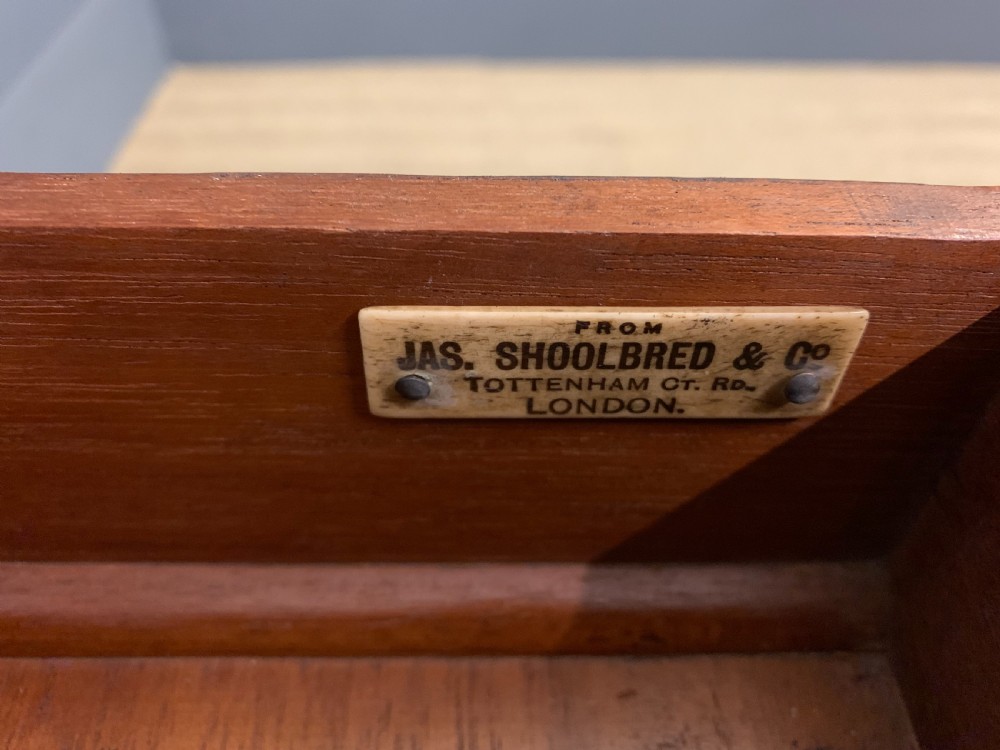 FROM
JAS. SHOOLBRED & Co
TOTTENHAM CT. RD.,
LONDON.